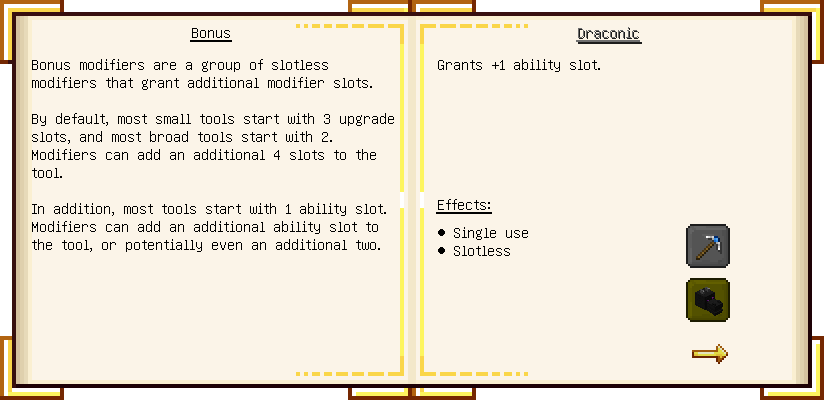 Bonus
Bonus modifiers are a group of slotless
modifiers that grant additional modifier slots.
By default, most small tools start with 3 upgrade
slots, and most broad tools start with 2.
Modifiers can add an additional 4 slots to the
tool.
In addition, most tools start with 1 ability slot.
Modifiers can add an additional ability slot to
the tool, or potentially even an additional two.
Draconic
Grants +1 ability slot.
Effects:
● Single use
● Slotless